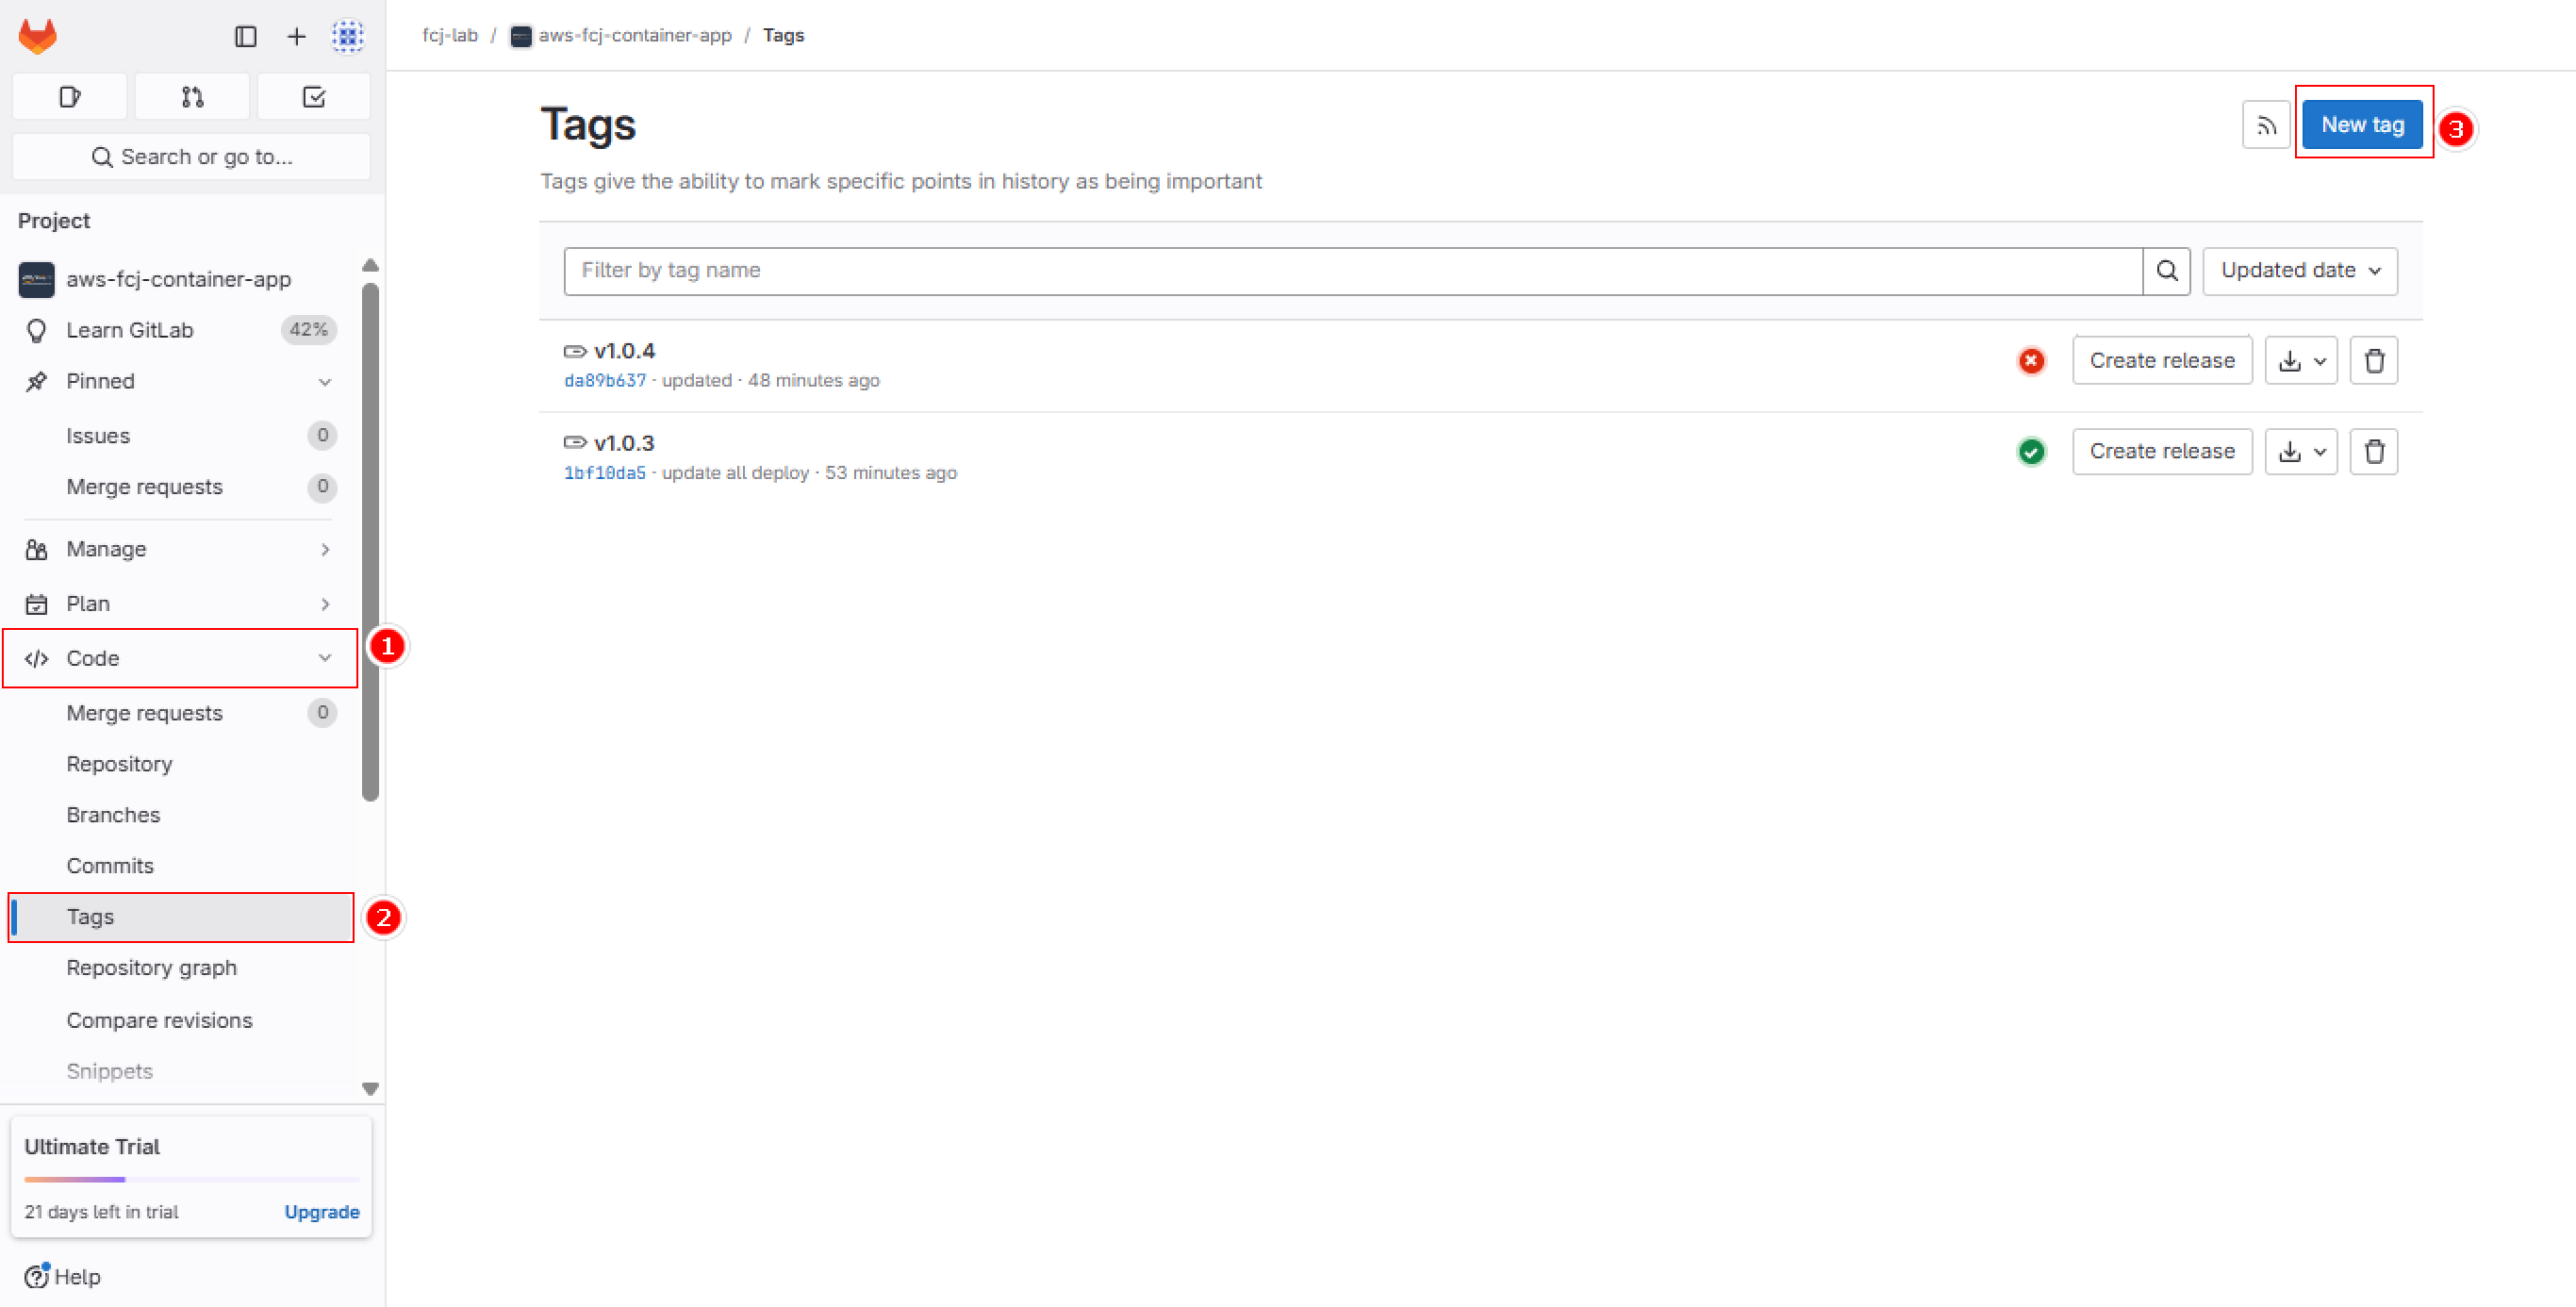 fcj-lab / aws-fcj-container-app / Tags
Search or go to...
Project
aws-fcj-container-app
Learn GitLab 42%
Pinned
Issues 0
Merge requests 0
Manage
Plan
Code 1
Merge requests 0
Repository
Branches
Commits
Tags 2
Repository graph
Compare revisions
Snippets
Ultimate Trial
21 days left in trial Upgrade
Help
Tags
New tag 3
Tags give the ability to mark specific points in history as being important
Filter by tag name Updated date
v1.0.4
da89b637 · updated · 48 minutes ago
Create release
v1.0.3
1bf10da5 · update all deploy · 53 minutes ago
Create release